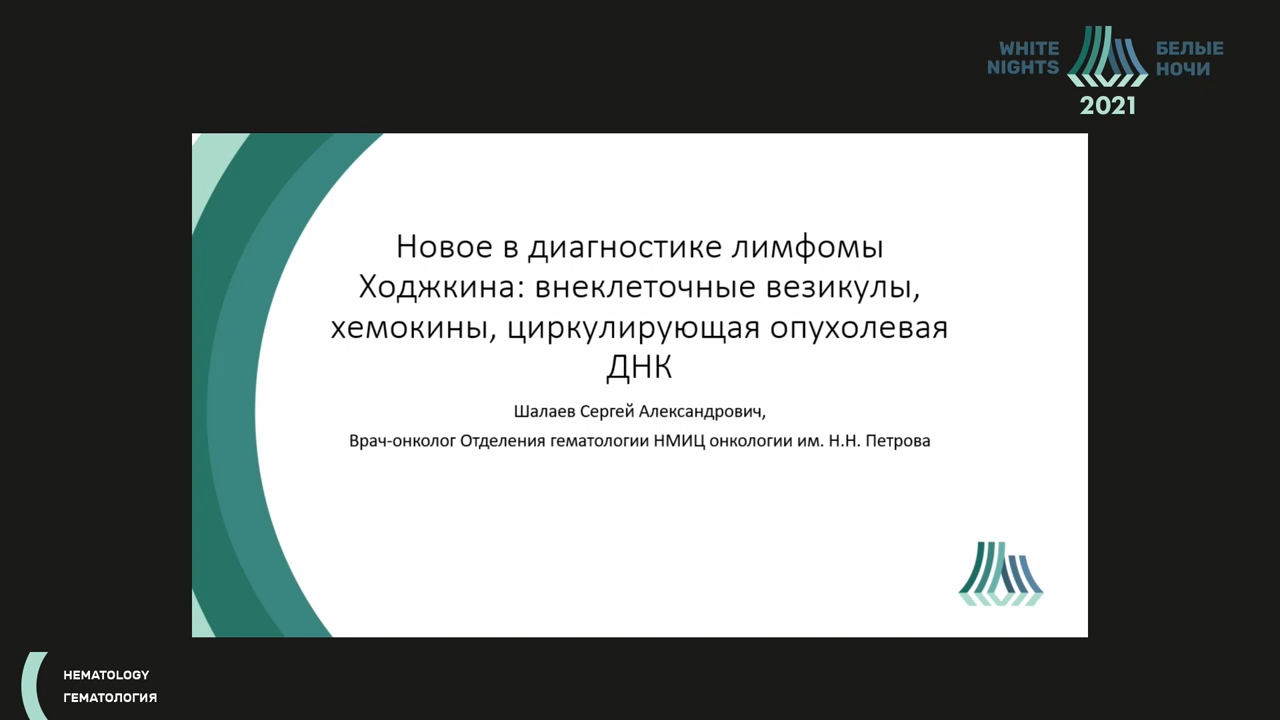 WHITE
NIGHTS
БЕЛЫЕ
НОЧИ
2021
Новое в диагностике лимфомы
Ходжкина: внеклеточные везикулы,
хемокины, циркулирующая опухолевая
ДНК
Шалаев Сергей Александрович,
Врач-онколог Отделения гематологии НМИЦ онкологии им. Н.Н. Петрова
HEMATOLOGY
ГЕМАТОЛОГИЯ